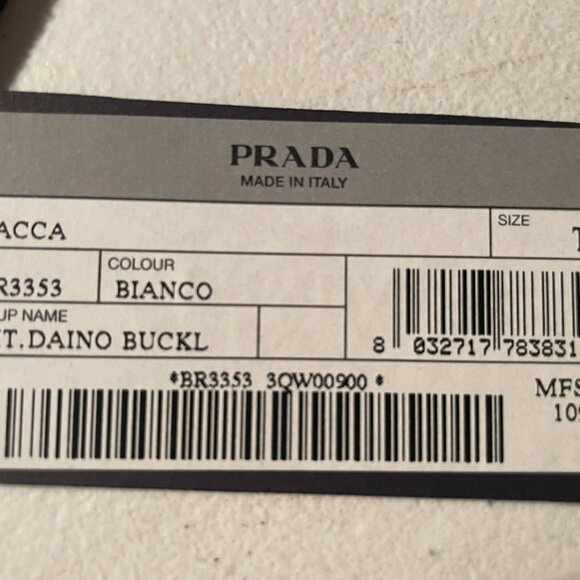 PRADA
MADE IN ITALY
ACCA
SIZE
T
R3353
COLOUR
BIANCO
UP NAME
T.DAINO BUCKL
8 032717 783831
*BR3353 3QW00900 *
MFS
109